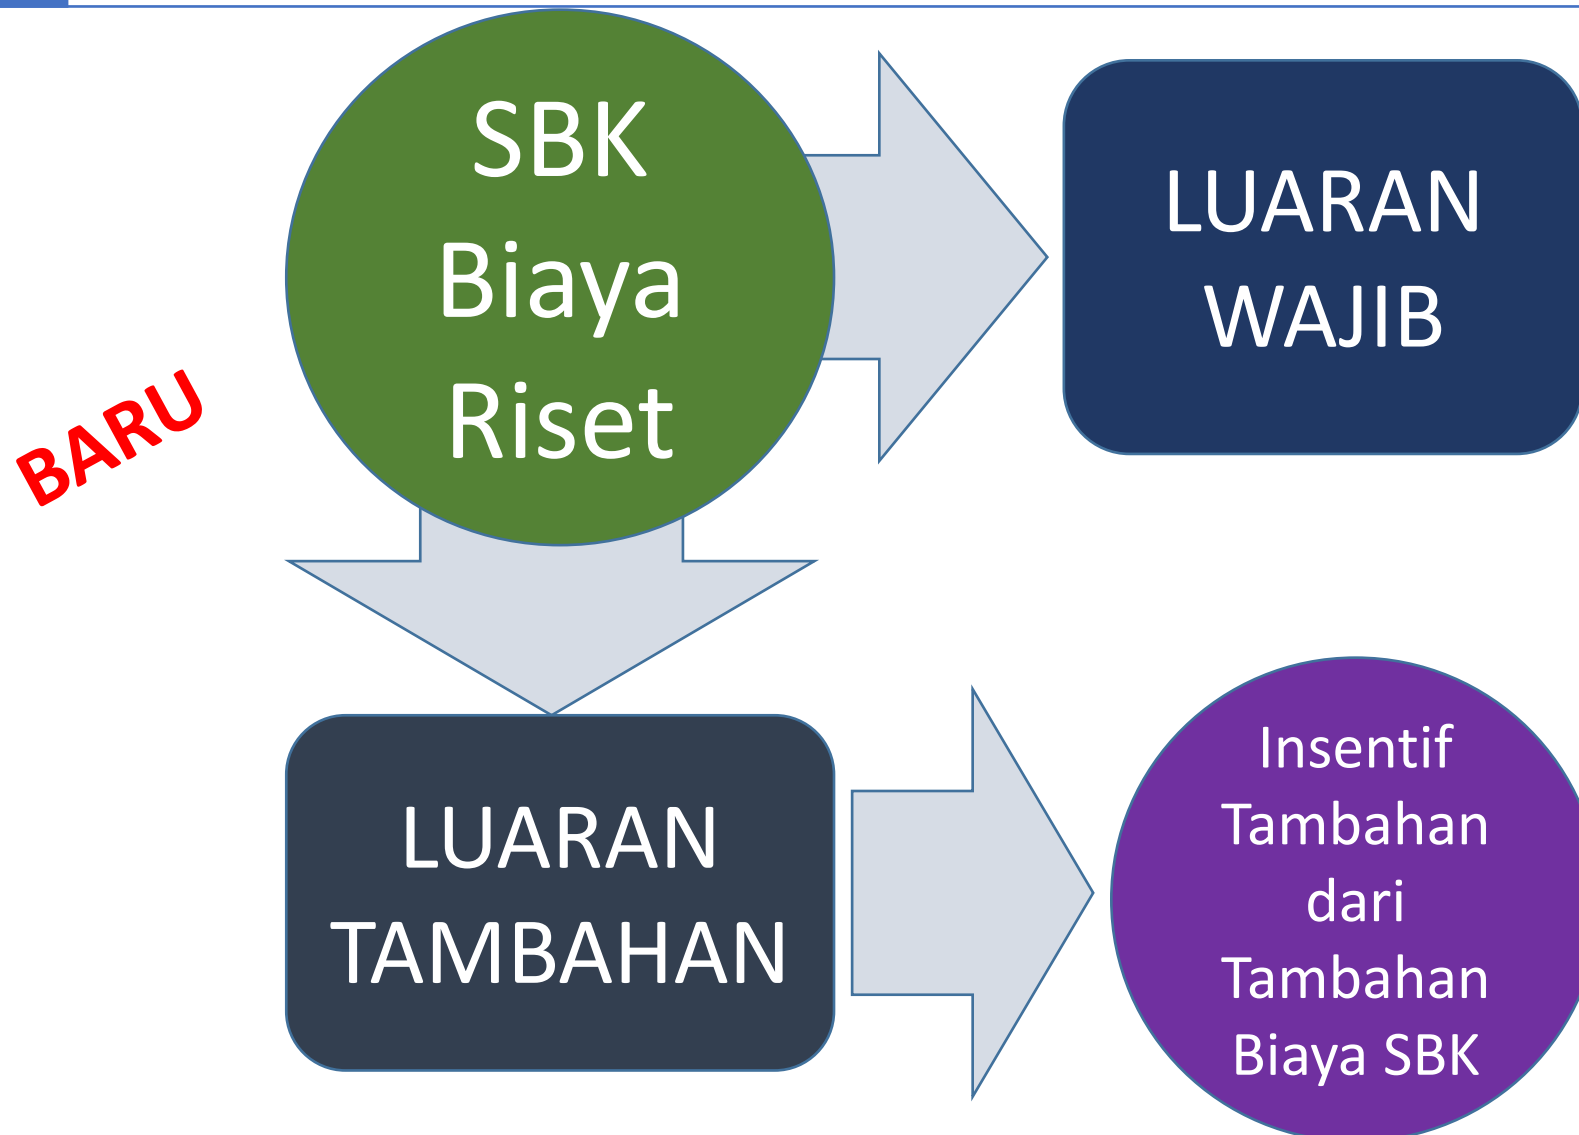 SBK
Biaya
Riset
LUARAN
WAJIB
BARU
LUARAN
TAMBAHAN
Insentif
Tambahan
dari
Tambahan
Biaya SBK